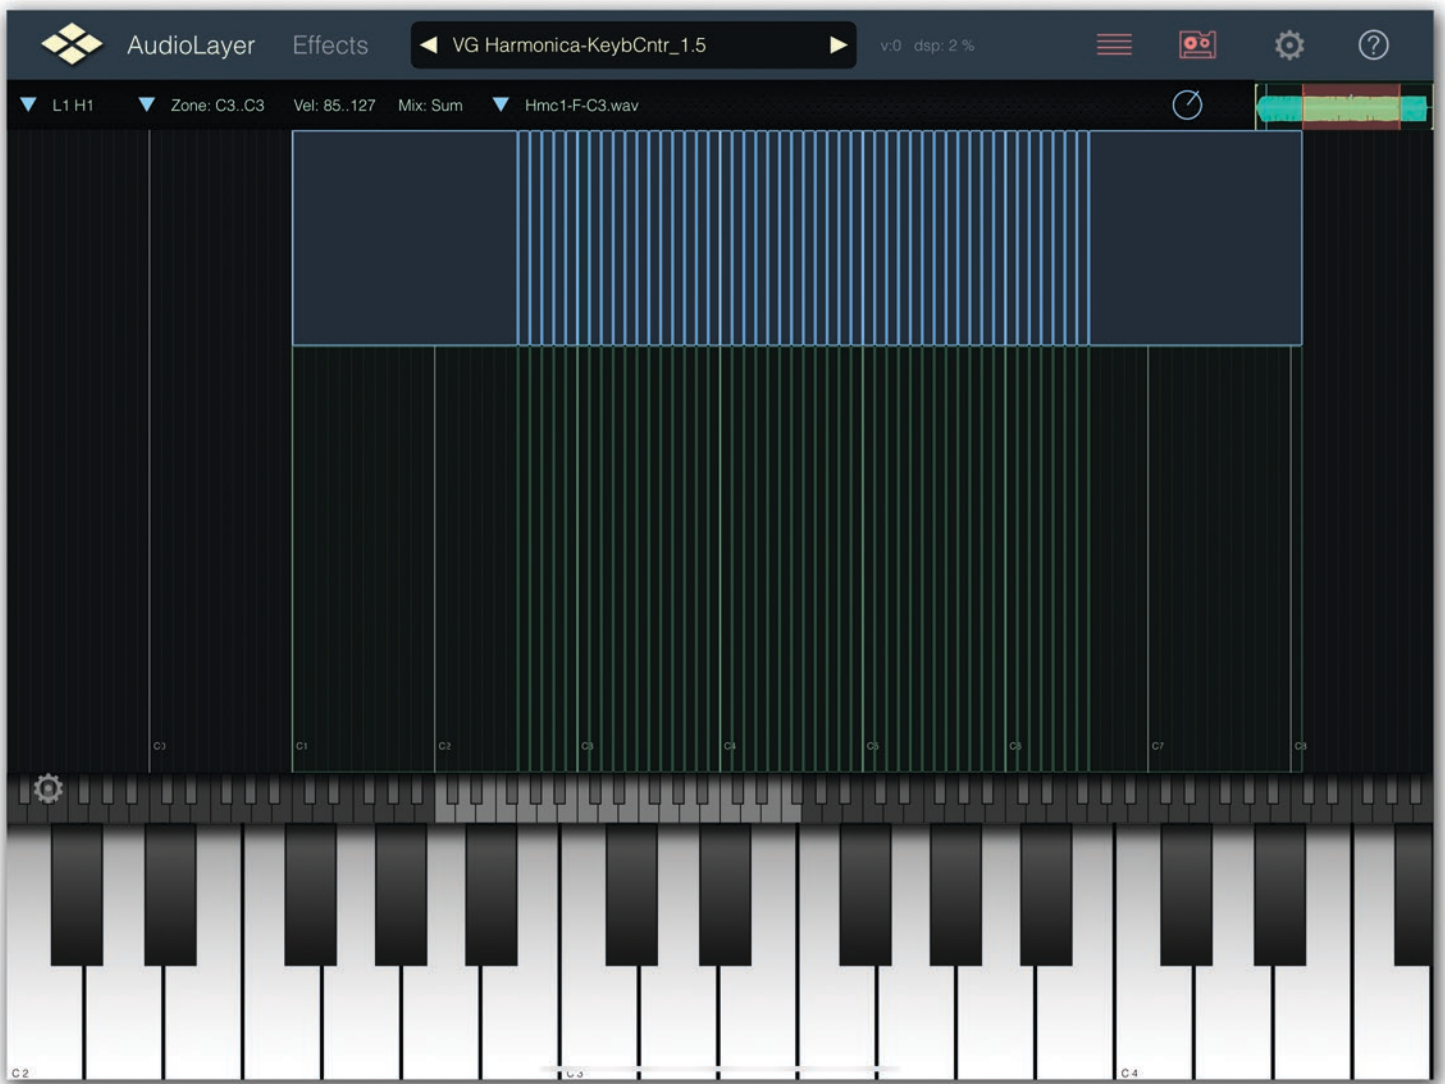 AudioLayer Effects VG Harmonica-KeybCntr_1.5 v:0 dsp: 2 % ?
L1 H1 Zone: C3..C3 Vel: 85..127 Mix: Sum Hmc1-F-C3.wav
C0 C1 C2 C3 C4 C5 C6 C7 C8
C2 C3 C4